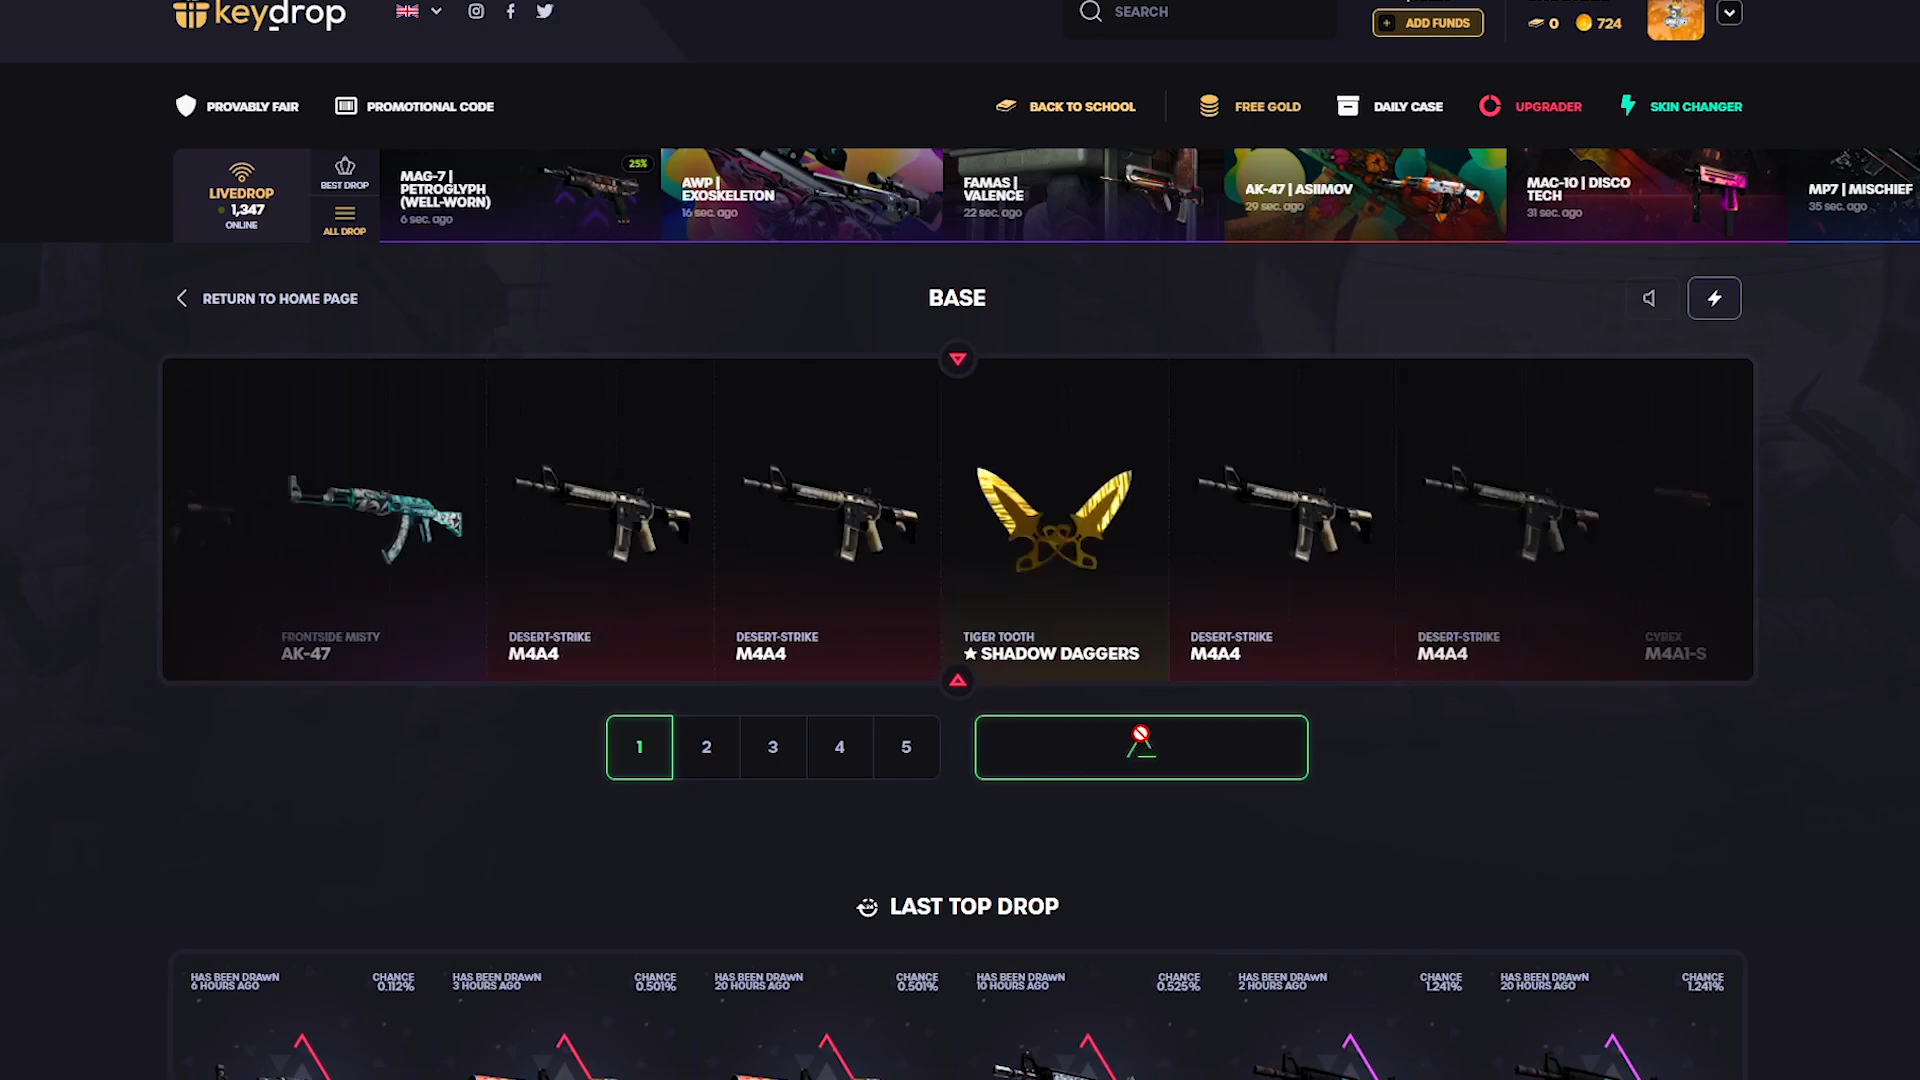 keydrop
SEARCH
+ ADD FUNDS
0
724
PROVABLY FAIR
PROMOTIONAL CODE
BACK TO SCHOOL
FREE GOLD
DAILY CASE
UPGRADER
SKIN CHANGER
LIVEDROP
1,347
ONLINE
BEST DROP
ALL DROP
MAG-7 |
PETROGLYPH
(WELL-WORN)
6 sec. ago
25%
AWP |
EXOSKELETON
16 sec. ago
FAMAS |
VALENCE
22 sec. ago
AK-47 | ASIIMOV
29 sec. ago
MAC-10 | DISCO
TECH
31 sec. ago
MP7 | MISCHIEF
35 sec. ago
RETURN TO HOME PAGE
BASE
FRONTSIDE MISTY
AK-47
DESERT-STRIKE
M4A4
DESERT-STRIKE
M4A4
TIGER TOOTH
★ SHADOW DAGGERS
DESERT-STRIKE
M4A4
DESERT-STRIKE
M4A4
CYREX
M4A1-S
1
2
3
4
5
LAST TOP DROP
HAS BEEN DRAWN
6 HOURS AGO
CHANCE
0.112%
HAS BEEN DRAWN
3 HOURS AGO
CHANCE
0.501%
HAS BEEN DRAWN
20 HOURS AGO
CHANCE
0.501%
HAS BEEN DRAWN
10 HOURS AGO
CHANCE
0.525%
HAS BEEN DRAWN
2 HOURS AGO
CHANCE
1.241%
HAS BEEN DRAWN
20 HOURS AGO
CHANCE
1.241%